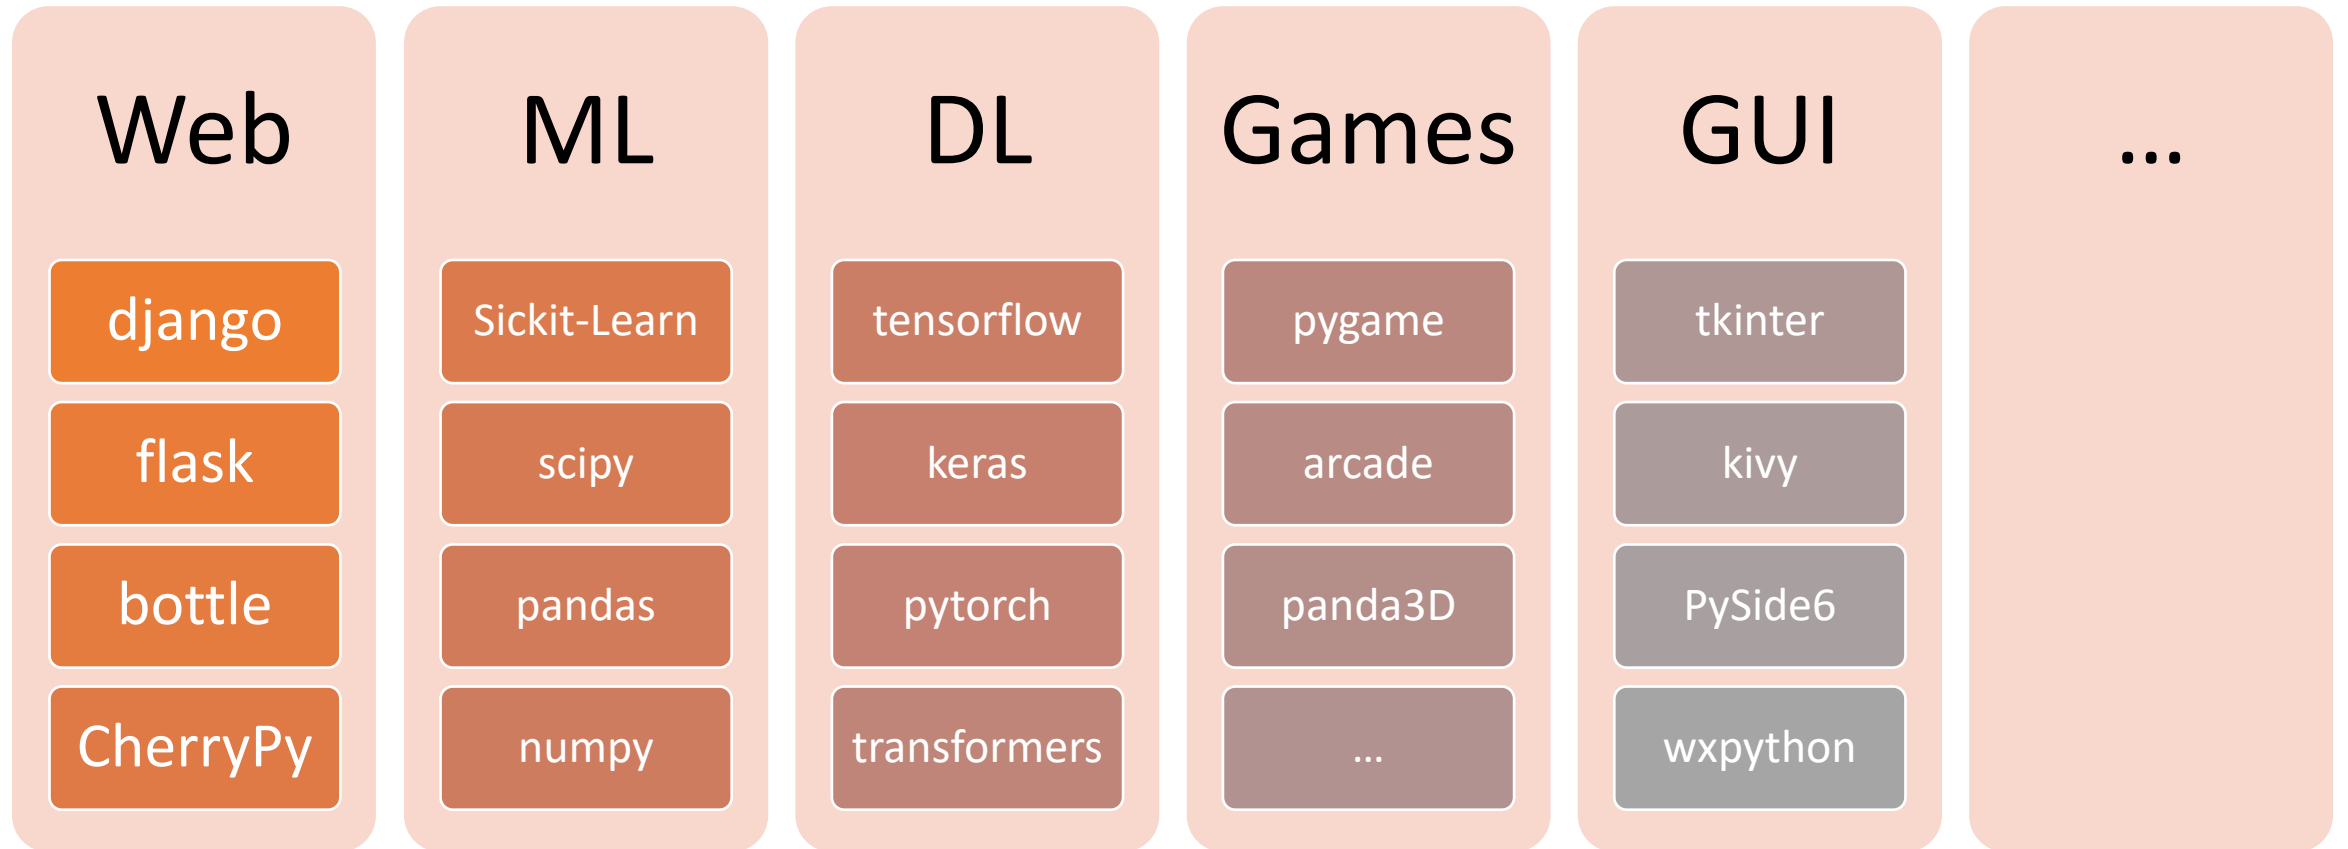 Web
django
flask
bottle
CherryPy
ML
Sickit-Learn
scipy
pandas
numpy
DL
tensorflow
keras
pytorch
transformers
Games
pygame
arcade
panda3D
...
GUI
tkinter
kivy
PySide6
wxpython
...